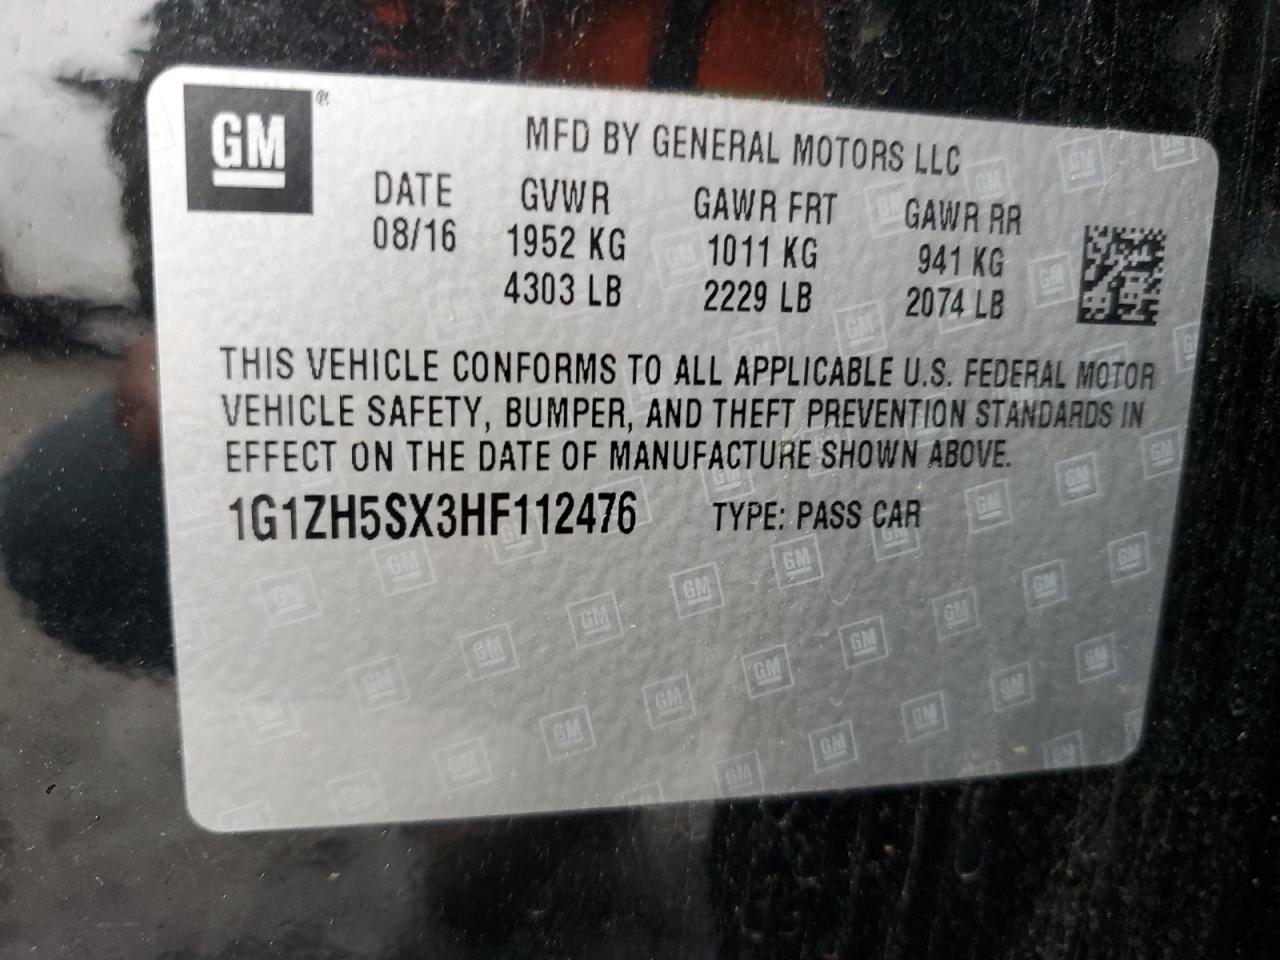 GM ®
MFD BY GENERAL MOTORS LLC
DATE GVWR GAWR FRT GAWR RR
08/16 1952 KG 1011 KG 941 KG
4303 LB 2229 LB 2074 LB
THIS VEHICLE CONFORMS TO ALL APPLICABLE U.S. FEDERAL MOTOR
VEHICLE SAFETY, BUMPER, AND THEFT PREVENTION STANDARDS IN
EFFECT ON THE DATE OF MANUFACTURE SHOWN ABOVE.
1G1ZH5SX3HF112476 TYPE: PASS CAR